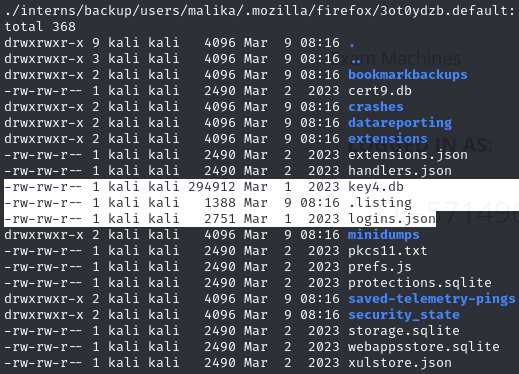 ./interns/backup/users/malika/.mozilla/firefox/3ot0ydzb.default:
total 368
drwxrwxr-x 9 kali kali   4096 Mar  9 08:16 .
drwxrwxr-x 3 kali kali   4096 Mar  9 08:16 ..
drwxrwxr-x 2 kali kali   4096 Mar  9 08:16 bookmarkbackups
-rw-rw-r-- 1 kali kali   2490 Mar  2  2023 cert9.db
drwxrwxr-x 2 kali kali   4096 Mar  9 08:16 crashes
drwxrwxr-x 2 kali kali   4096 Mar  9 08:16 datareporting
drwxrwxr-x 2 kali kali   4096 Mar  9 08:16 extensions
-rw-rw-r-- 1 kali kali   2490 Mar  2  2023 extensions.json
-rw-rw-r-- 1 kali kali   2490 Mar  2  2023 handlers.json
-rw-rw-r-- 1 kali kali 294912 Mar  1  2023 key4.db
-rw-rw-r-- 1 kali kali   1388 Mar  9 08:16 .listing
-rw-rw-r-- 1 kali kali   2751 Mar  1  2023 logins.json
drwxrwxr-x 2 kali kali   4096 Mar  9 08:16 minidumps
-rw-rw-r-- 1 kali kali   2490 Mar  2  2023 pkcs11.txt
-rw-rw-r-- 1 kali kali   2490 Mar  2  2023 prefs.js
-rw-rw-r-- 1 kali kali   2490 Mar  2  2023 protections.sqlite
drwxrwxr-x 2 kali kali   4096 Mar  9 08:16 saved-telemetry-pings
drwxrwxr-x 2 kali kali   4096 Mar  9 08:16 security_state
-rw-rw-r-- 1 kali kali   2490 Mar  2  2023 storage.sqlite
-rw-rw-r-- 1 kali kali   2490 Mar  2  2023 webappsstore.sqlite
-rw-rw-r-- 1 kali kali   2490 Mar  2  2023 xulstore.json
Machines
IN AS: